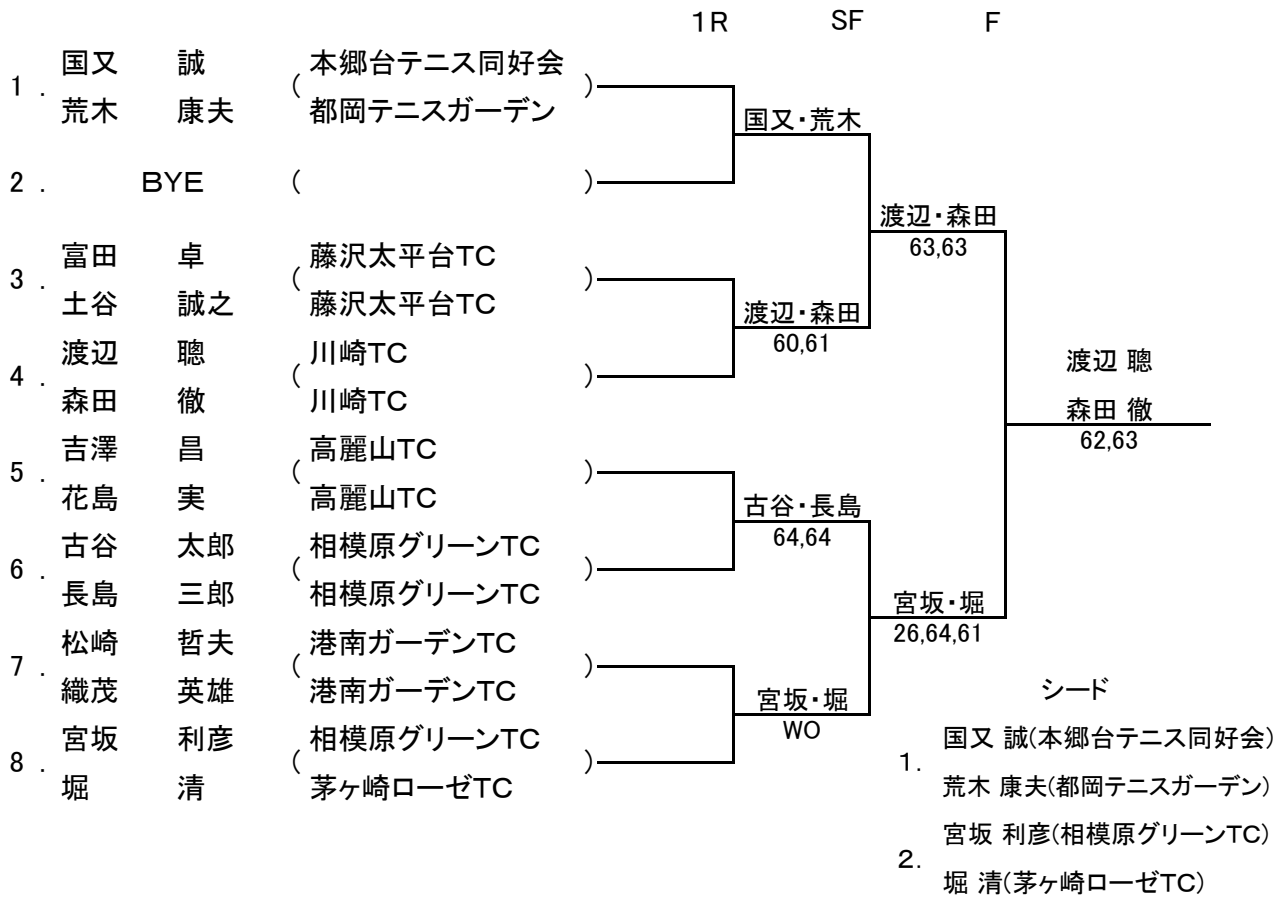 1R SF F
国又 誠 ( 本郷台テニス同好会 )
1 .
荒木 康夫 都岡テニスガーデン
国又・荒木
2 . BYE ( )
渡辺・森田
63,63
富田 卓 ( 藤沢太平台TC )
3 .
土谷 誠之 藤沢太平台TC
渡辺・森田
60,61
渡辺 聰 ( 川崎TC )
4 .
森田 徹 川崎TC
渡辺 聰
森田 徹
62,63
吉澤 昌 ( 高麗山TC )
5 .
花島 実 高麗山TC
古谷・長島
64,64
古谷 太郎 ( 相模原グリーンTC )
6 .
長島 三郎 相模原グリーンTC
宮坂・堀
26,64,61
松崎 哲夫 ( 港南ガーデンTC )
7 .
織茂 英雄 港南ガーデンTC
宮坂・堀
WO
宮坂 利彦 ( 相模原グリーンTC )
8 .
堀 清 茅ヶ崎ローゼTC
シード
国又 誠(本郷台テニス同好会)
1.
荒木 康夫(都岡テニスガーデン)
宮坂 利彦(相模原グリーンTC)
2.
堀 清(茅ヶ崎ローゼTC)